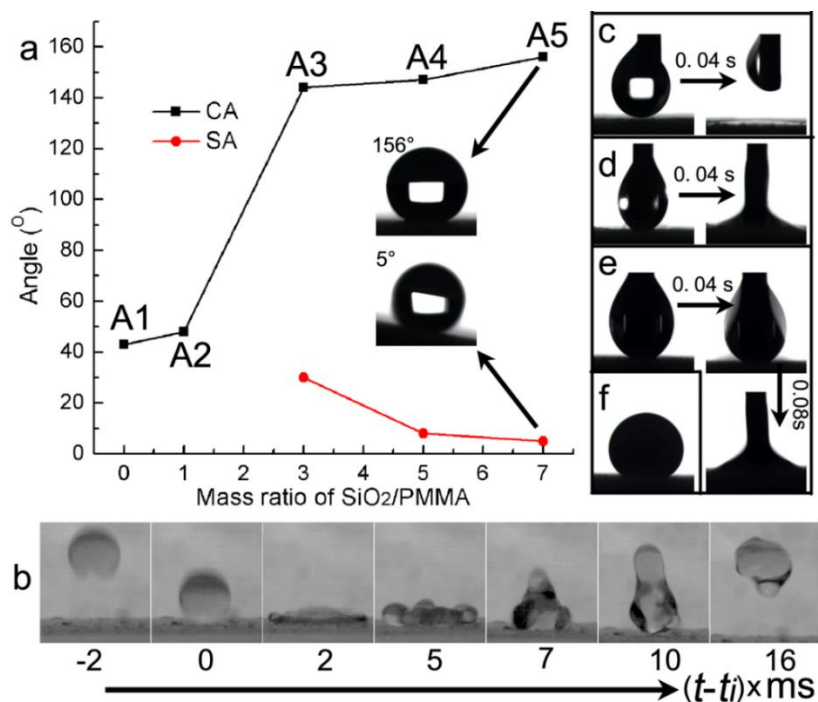 a
160
140
120
100
80
60
40
20
0
Angle (°)
A1
A2
A3
A4
A5
CA
SA
156°
5°
0 1 2 3 4 5 6 7
Mass ratio of SiO2/PMMA
c
0. 04 s
d
0. 04 s
e
0. 04 s
0.08s
f
b
-2 0 2 5 7 10 16
(t-ti)×ms